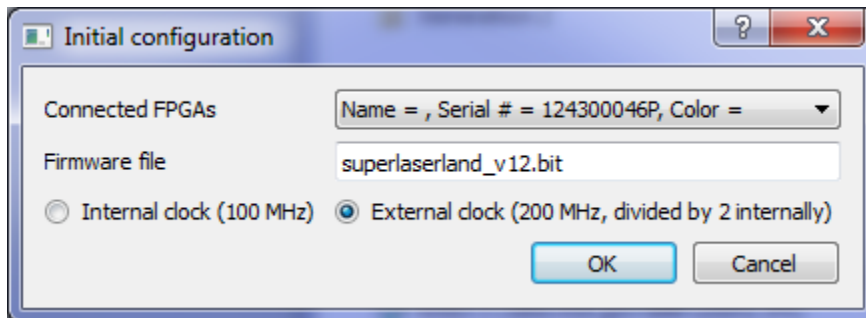 Initial configuration
Connected FPGAs Name = , Serial # = 124300046P, Color =
Firmware file superlaserland_v12.bit
Internal clock (100 MHz) External clock (200 MHz, divided by 2 internally)
OK Cancel